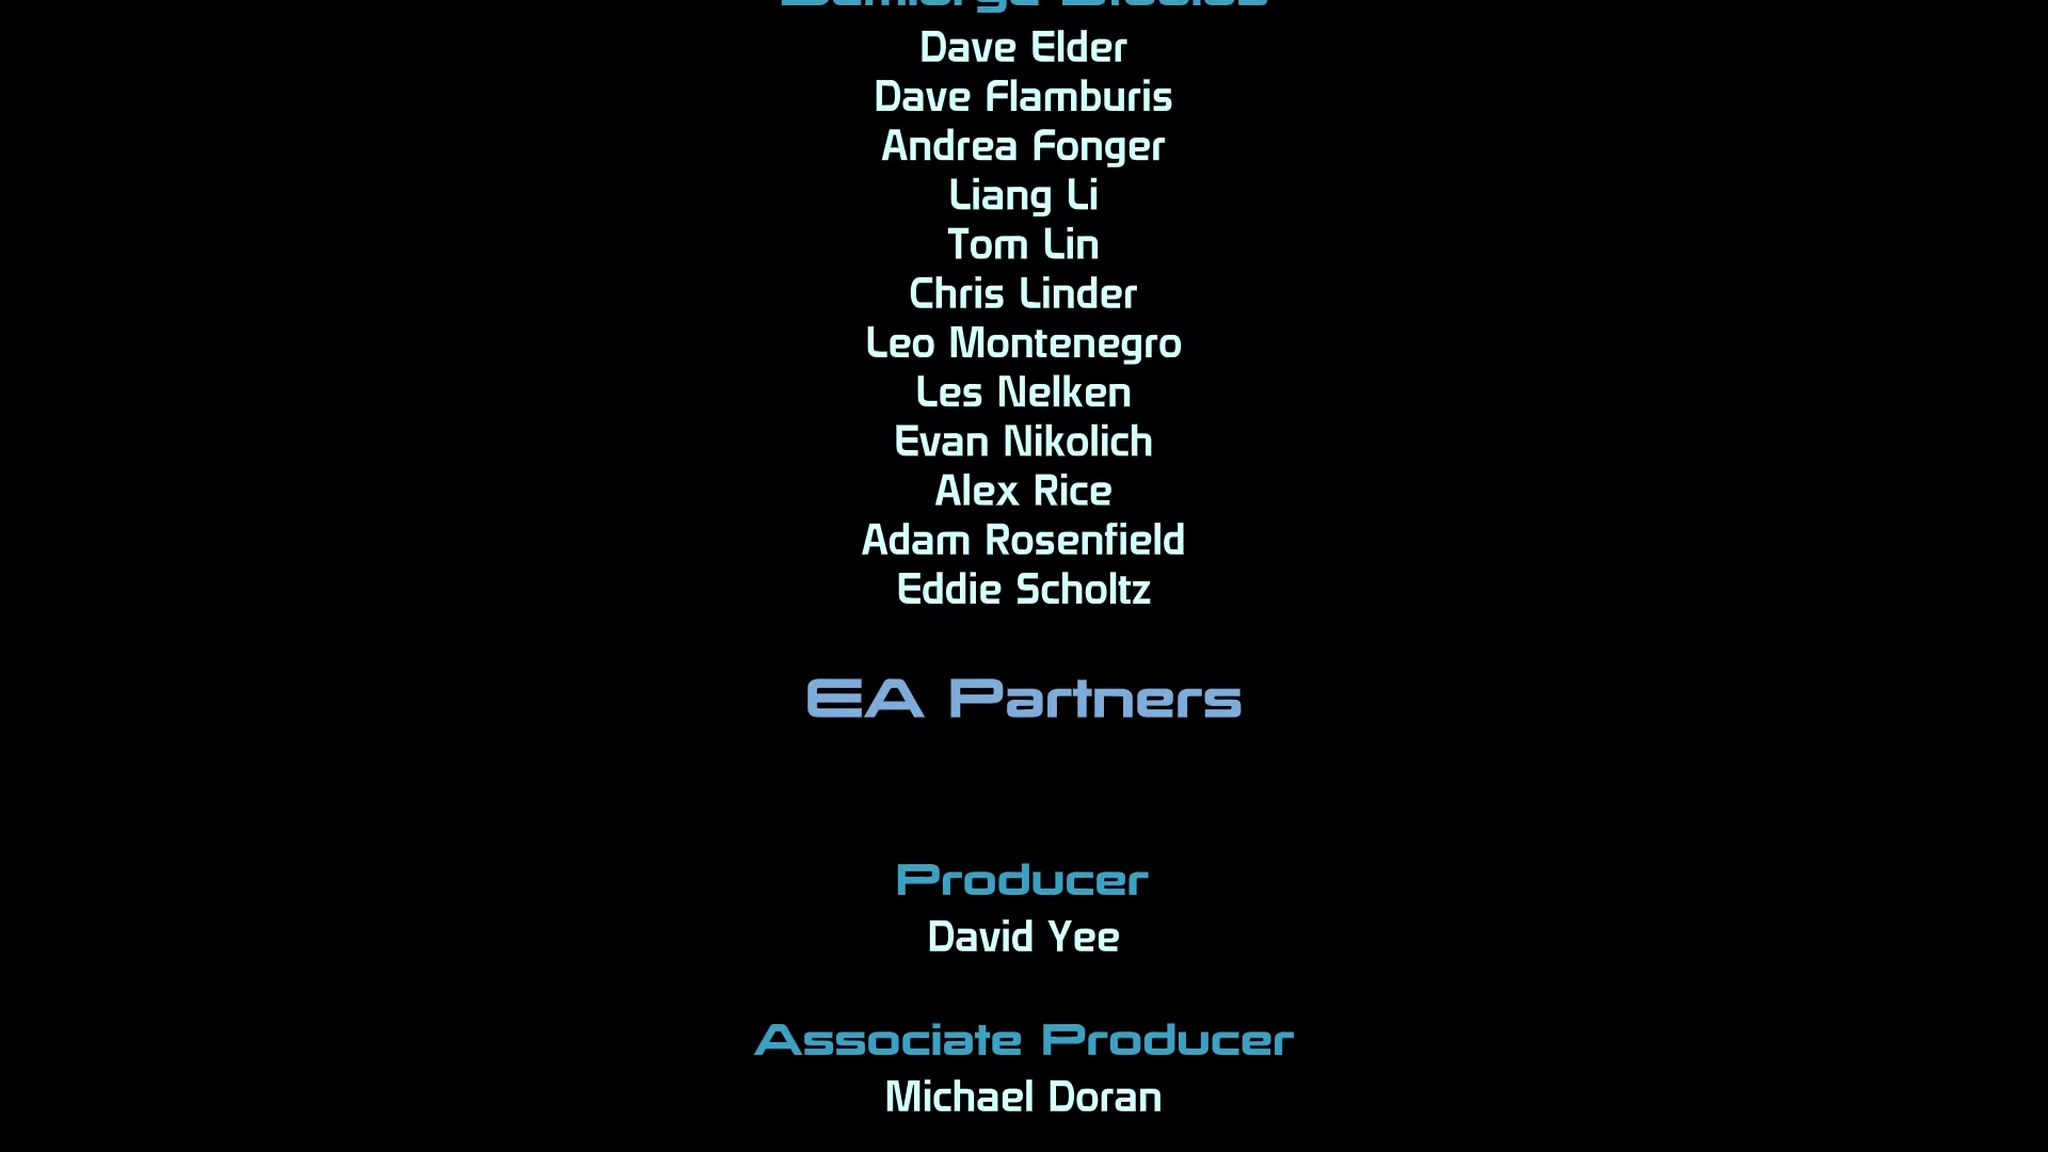 Dave Elder
Dave Flamburis
Andrea Fonger
Liang Li
Tom Lin
Chris Linder
Leo Montenegro
Les Nelken
Evan Nikolich
Alex Rice
Adam Rosenfield
Eddie Scholtz
EA Partners
Producer
David Yee
Associate Producer
Michael Doran